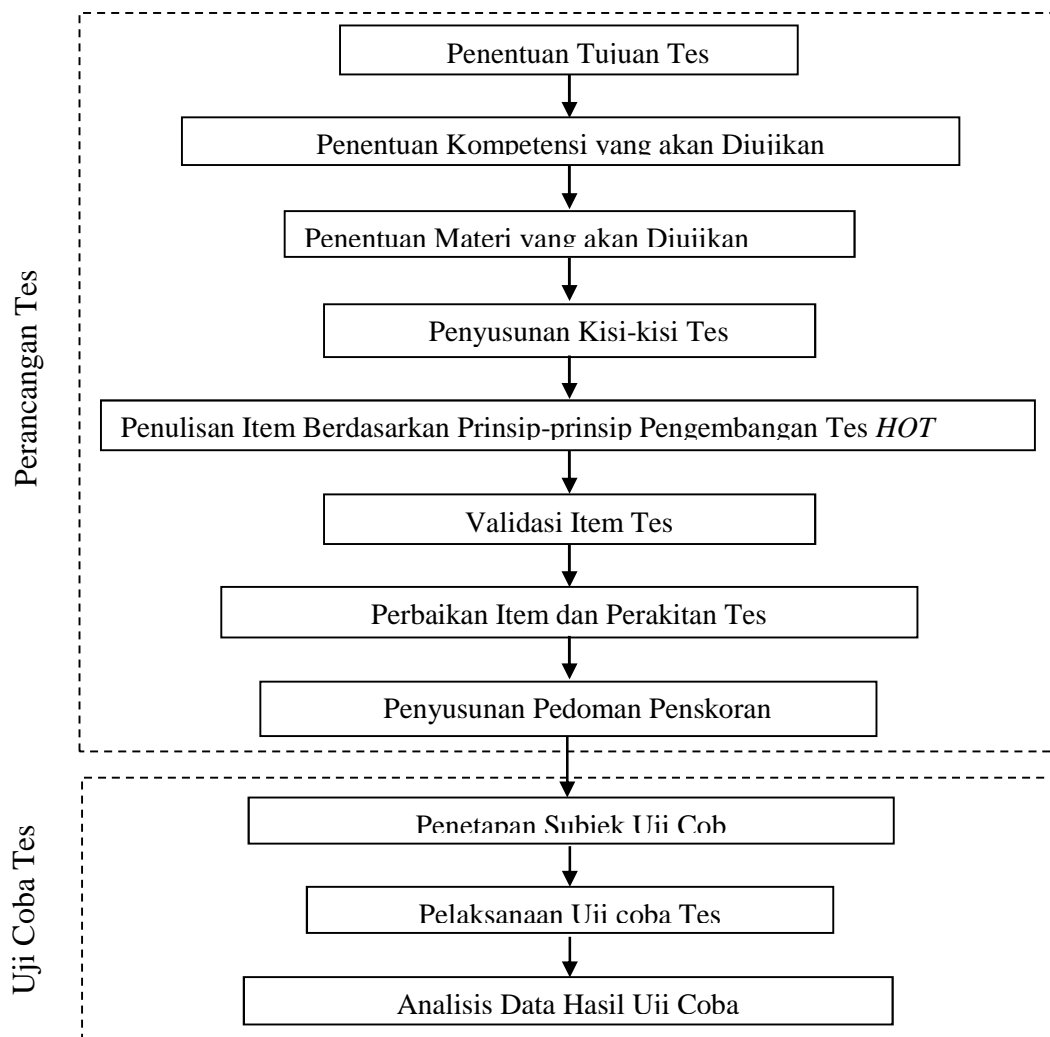 Perancangan Tes
Penentuan Tujuan Tes
Penentuan Kompetensi yang akan Diujikan
Penentuan Materi yang akan Diujikan
Penyusunan Kisi-kisi Tes
Penulisan Item Berdasarkan Prinsip-prinsip Pengembangan Tes HOT
Validasi Item Tes
Perbaikan Item dan Perakitan Tes
Penyusunan Pedoman Penskoran
Uji Coba Tes
Penetapan Subjek Uji Cob
Pelaksanaan Uji coba Tes
Analisis Data Hasil Uji Coba